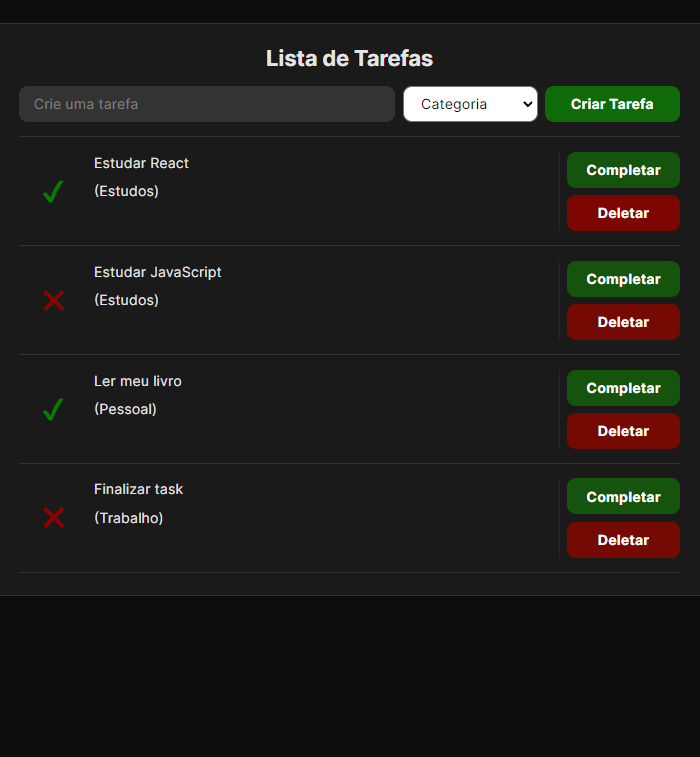 Lista de Tarefas
Crie uma tarefa
Categoria
Criar Tarefa
Estudar React
(Estudos)
Completar
Deletar
Estudar JavaScript
(Estudos)
Completar
Deletar
Ler meu livro
(Pessoal)
Completar
Deletar
Finalizar task
(Trabalho)
Completar
Deletar